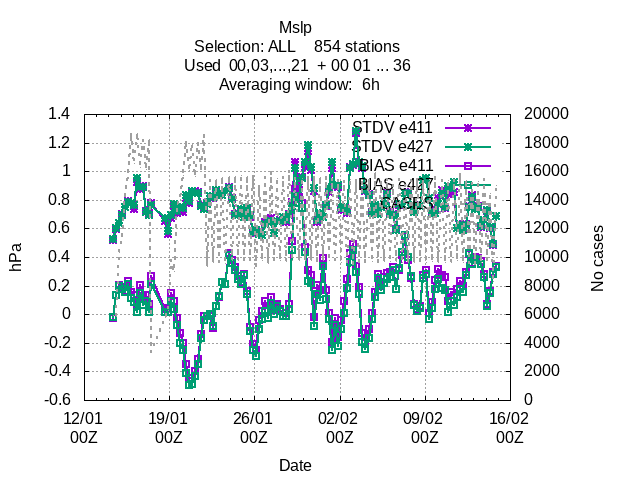 Mslp
Selection: ALL 854 stations
Used 00,03,...,21 + 00 01 ... 36
Averaging window: 6h
1.4
1.2
1
0.8
0.6
0.4
0.2
0
-0.2
-0.4
-0.6
hPa
20000
18000
16000
14000
12000
10000
8000
6000
4000
2000
0
No cases
STDV e411
STDV e427
BIAS e411
BIAS e427
CASES
12/01 19/01 26/01 02/02 09/02 16/02
00Z 00Z 00Z 00Z 00Z 00Z
Date